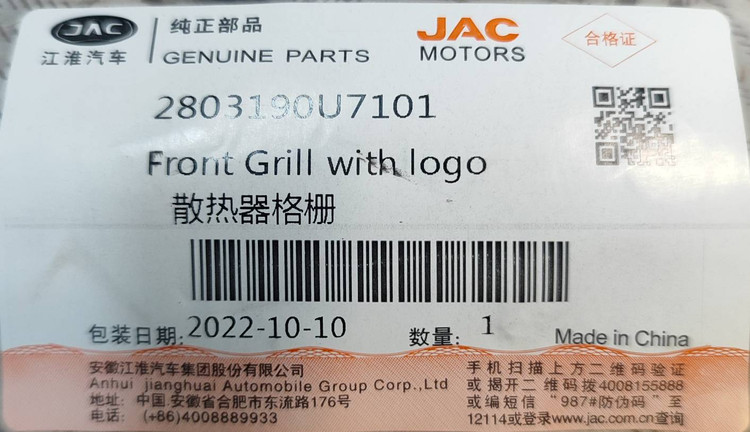 JAC
江淮汽车
纯正部品
GENUINE PARTS
JAC
MOTORS
合格证
2803190U7101
Front Grill with logo
散热器格栅
包装日期: 2022-10-10
数量: 1
Made in China
安徽江淮汽车集团股份有限公司
Anhui jianghuai Automobile Group Corp.,Ltd
地址: 中国.安徽省合肥市东流路176号
电话: (+86)4008889933
手机扫描上方二维码验证
或揭开二维码拨4008155888
或编短信“987#防伪码”至
12114或登录www.jac.com.cn查询